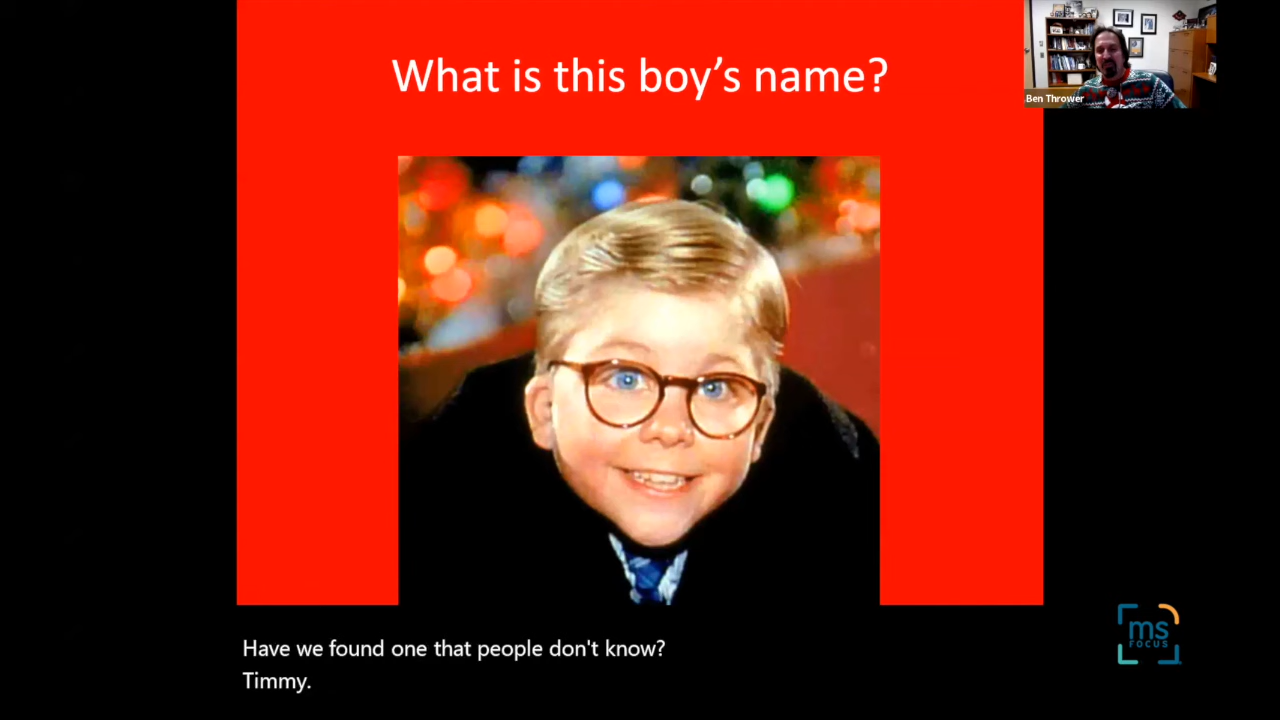 What is this boy’s name?
Ben Thrower
Have we found one that people don't know?
Timmy.
ms
FOCUS